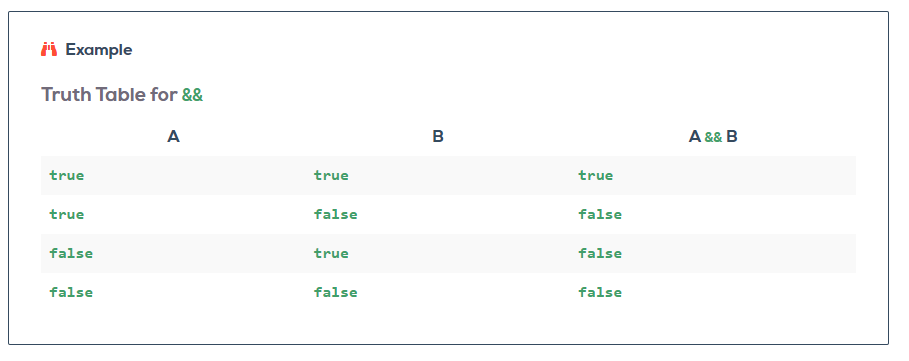 Example
Truth Table for &&
A B A && B
true true true
true false false
false true false
false false false